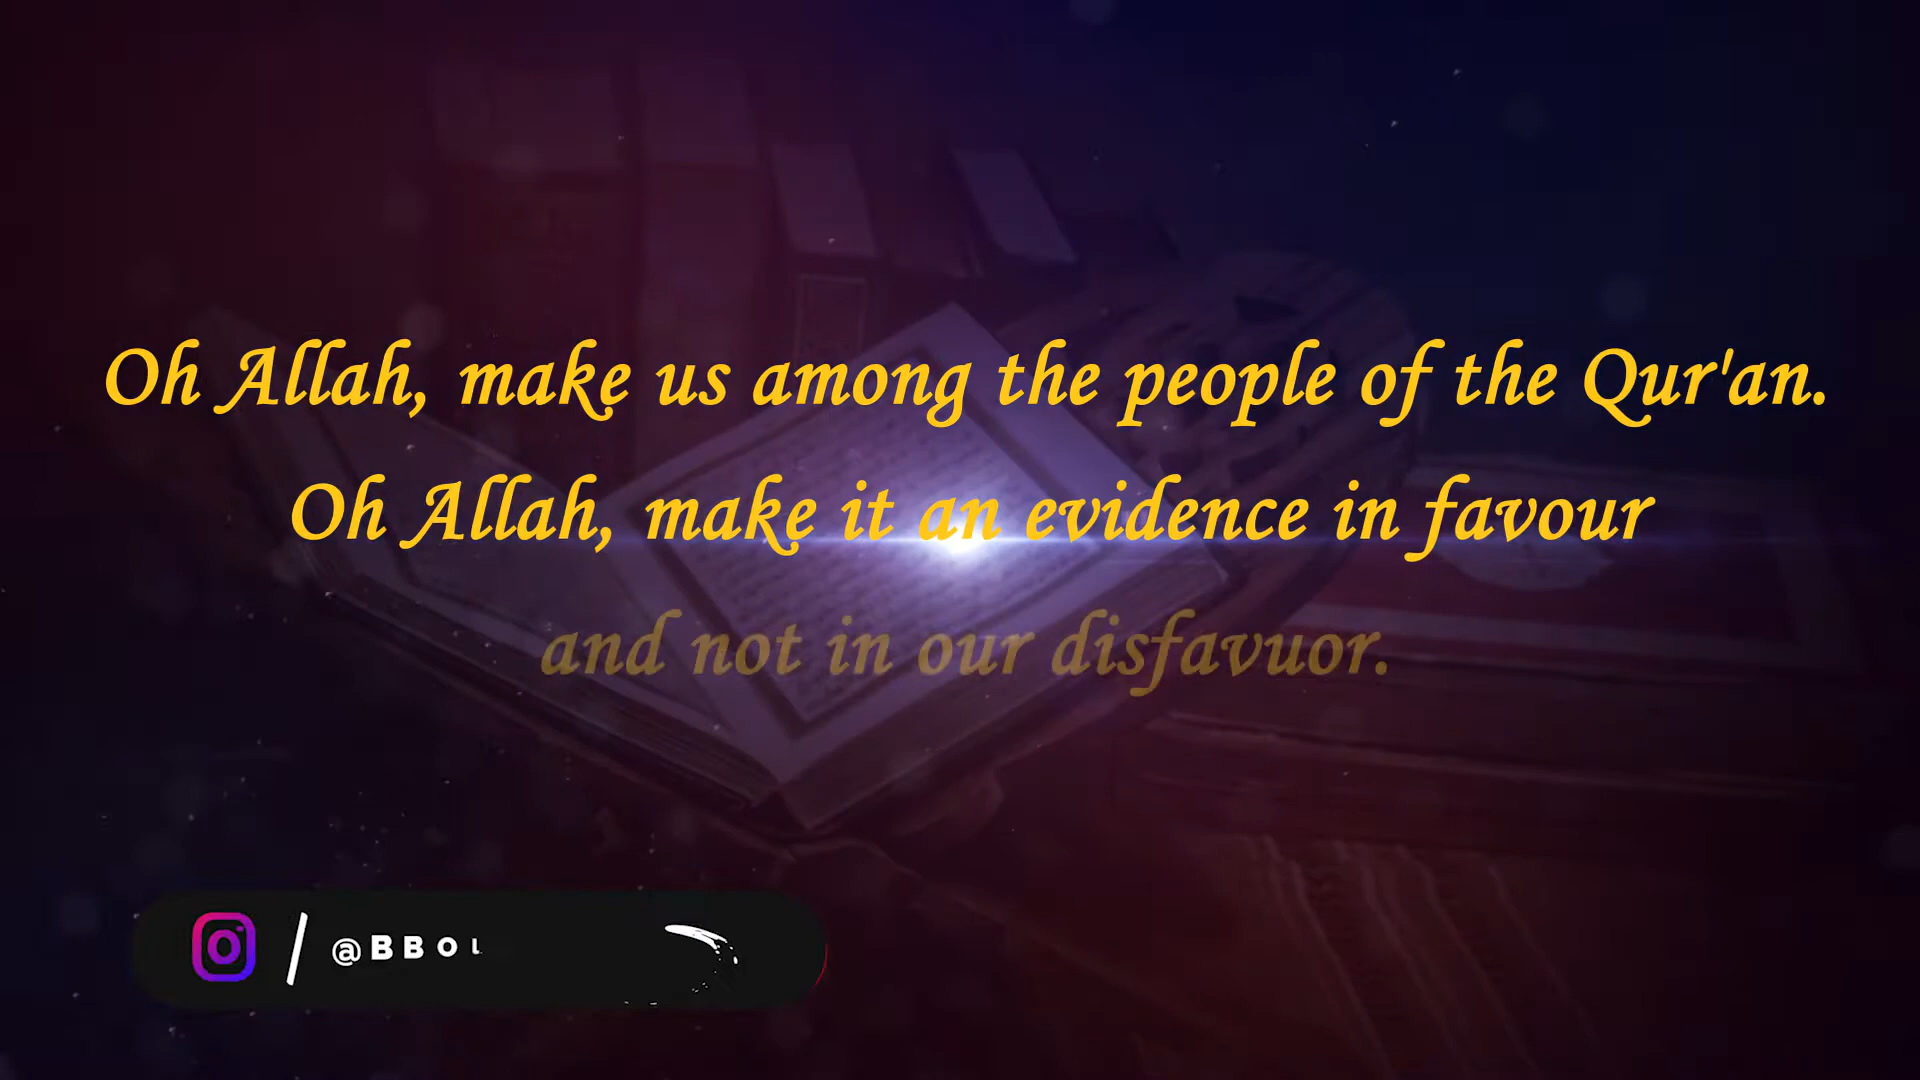 Oh Allah, make us among the people of the Qur'an.
Oh Allah, make it an evidence in favour
and not in our disfavuor.
@BBO